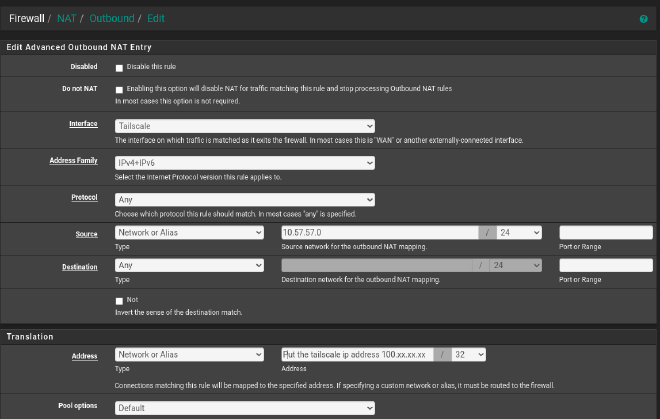 Firewall / NAT / Outbound / Edit
Edit Advanced Outbound NAT Entry
Disabled Disable this rule
Do not NAT Enabling this option will disable NAT for traffic matching this rule and stop processing Outbound NAT rules
In most cases this option is not required.
Interface Tailscale
The interface on which traffic is matched as it exits the firewall. In most cases this is "WAN" or another externally-connected interface.
Address Family IPv4+IPv6
Select the Internet Protocol version this rule applies to.
Protocol Any
Choose which protocol this rule should match. In most cases "any" is specified.
Source Network or Alias 10.57.57.0 / 24
Type Source network for the outbound NAT mapping. Port or Range
Destination Any / 24
Type Destination network for the outbound NAT mapping. Port or Range
Not
Invert the sense of the destination match.
Translation
Address Network or Alias Put the tailscale ip address 100.xx.xx.xx / 32
Type Address
Connections matching this rule will be mapped to the specified address. If specifying a custom network or alias, it must be routed to the firewall.
Pool options Default